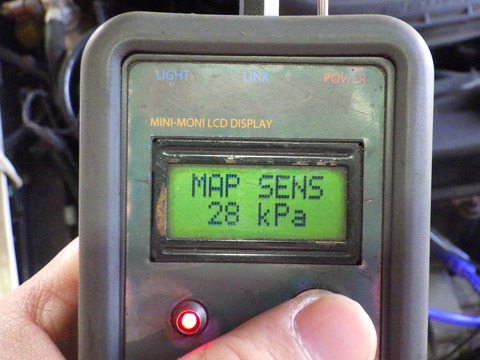 LIGHT LINK POWER
MINI-MONI LCD DISPLAY
MAP SENS
28 kPa